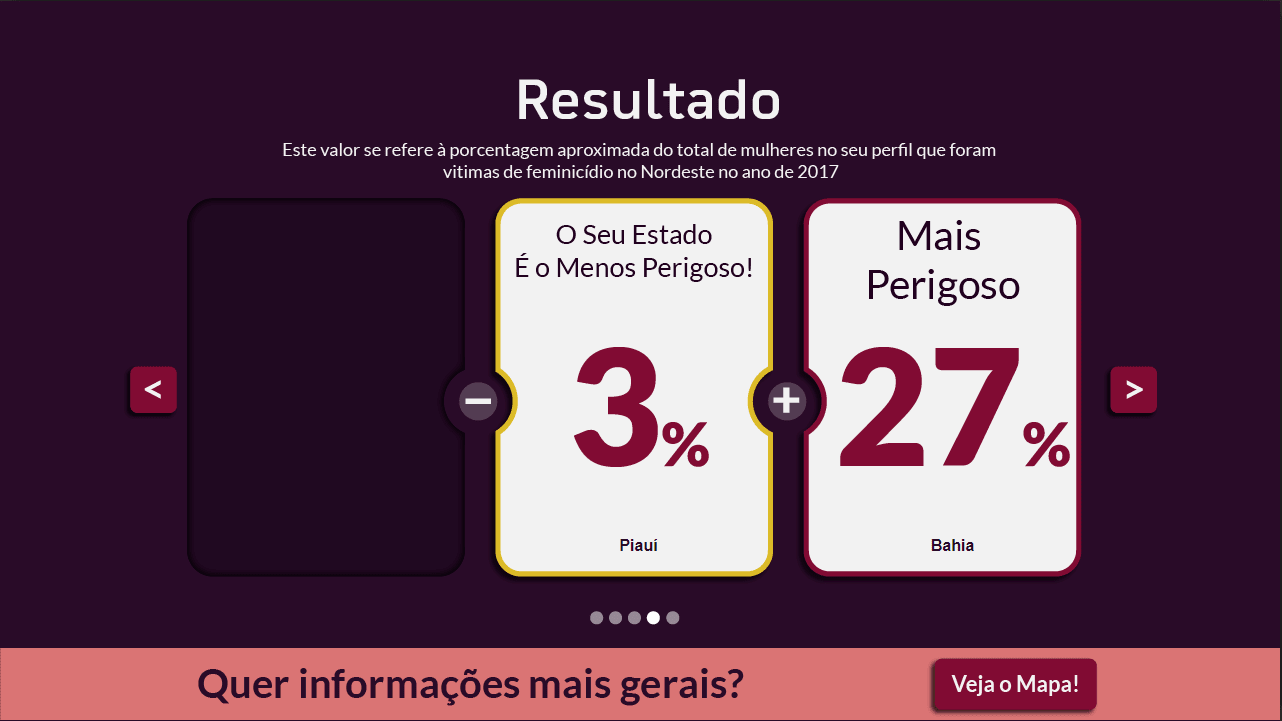 Resultado
Este valor se refere à porcentagem aproximada do total de mulheres no seu perfil que foram
vitimas de feminicídio no Nordeste no ano de 2017
O Seu Estado
É o Menos Perigoso!
3%
Piauí
Mais
Perigoso
27%
Bahia
<
−
+
>
Quer informações mais gerais?
Veja o Mapa!